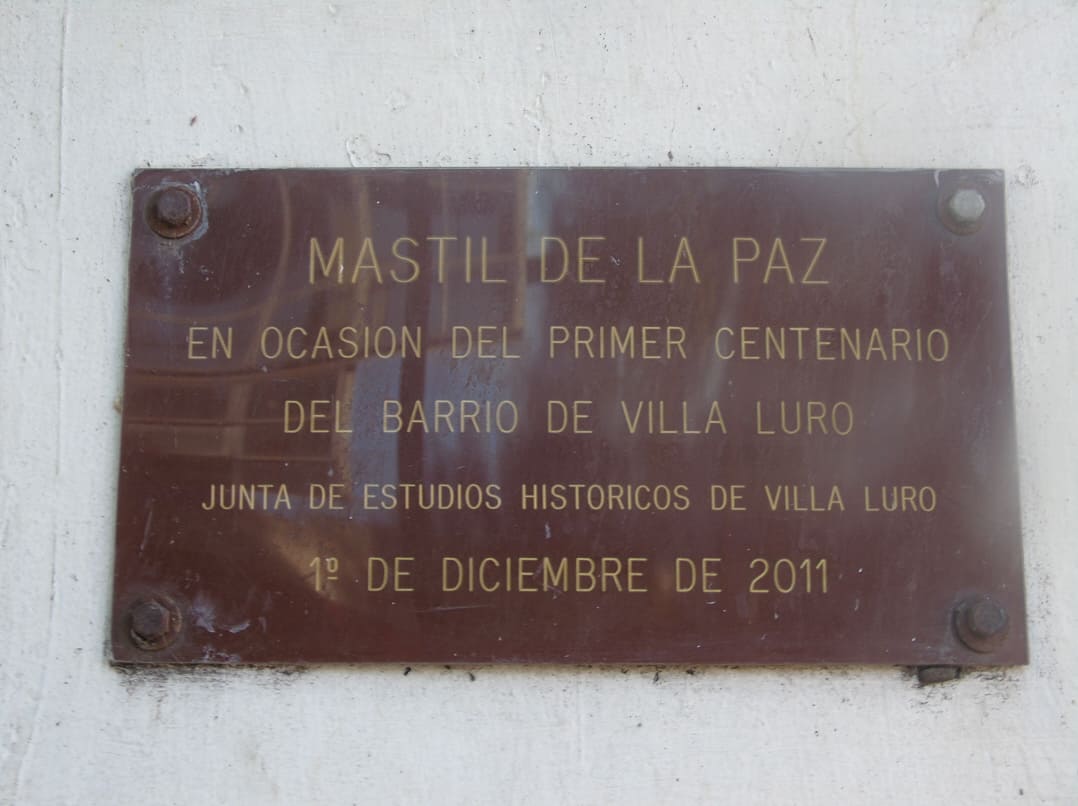 MASTIL DE LA PAZ
EN OCASION DEL PRIMER CENTENARIO
DEL BARRIO DE VILLA LURO
JUNTA DE ESTUDIOS HISTORICOS DE VILLA LURO
1º DE DICIEMBRE DE 2011